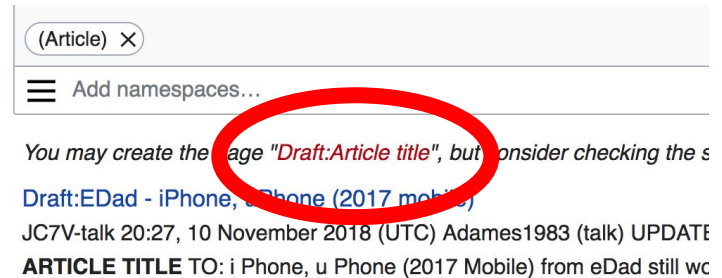 (Article) ×
Add namespaces...
You may create the page "Draft:Article title", but consider checking the s
Draft:EDad - iPhone, uPhone (2017 mobile)
JC7V-talk 20:27, 10 November 2018 (UTC) Adames1983 (talk) UPDATE
ARTICLE TITLE TO: i Phone, u Phone (2017 Mobile) from eDad still wo